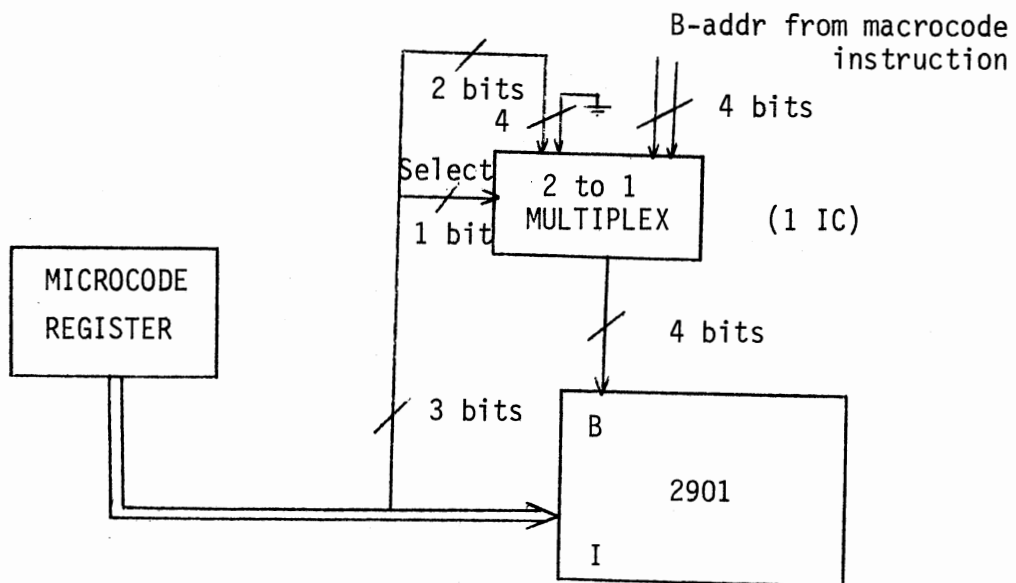 B-addr from macrocode
instruction
2 bits
4
4 bits
Select
1 bit
2 to 1
MULTIPLEX
(1 IC)
MICROCODE
REGISTER
4 bits
3 bits
B
2901
I